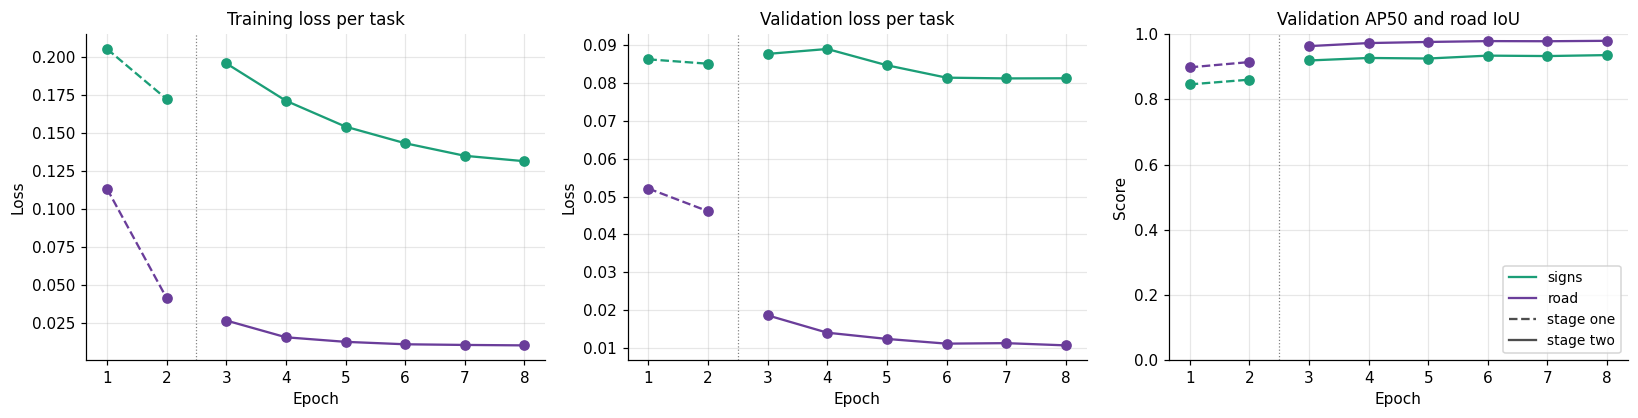 Training loss per task
Loss
0.200
0.175
0.150
0.125
0.100
0.075
0.050
0.025
1 2 3 4 5 6 7 8
Epoch
Validation loss per task
Loss
0.09
0.08
0.07
0.06
0.05
0.04
0.03
0.02
0.01
1 2 3 4 5 6 7 8
Epoch
Validation AP50 and road IoU
Score
1.0
0.8
0.6
0.4
0.2
0.0
signs
road
stage one
stage two
1 2 3 4 5 6 7 8
Epoch